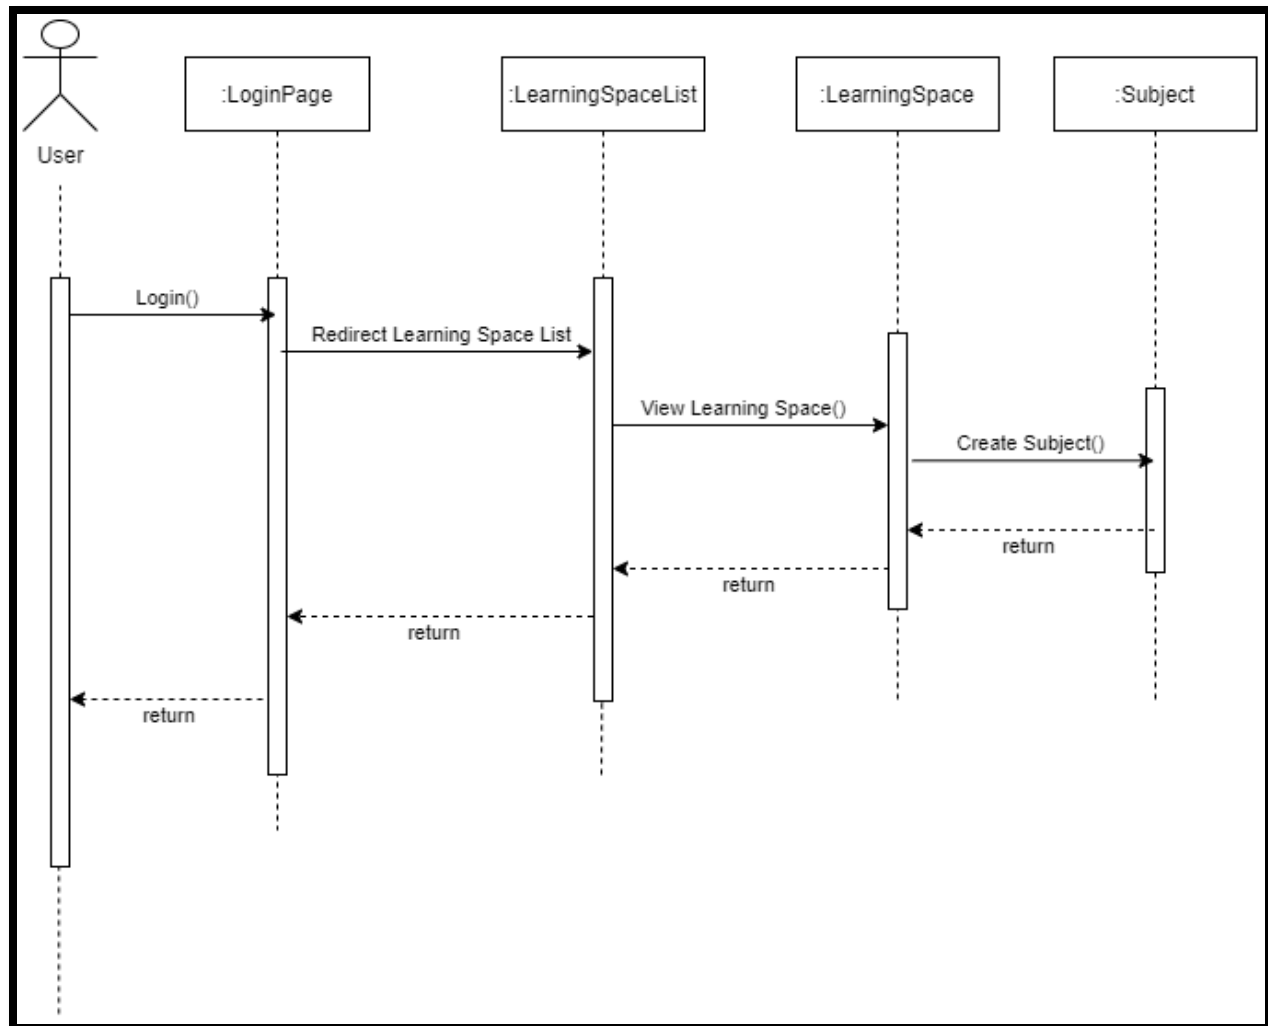 :LoginPage
:LearningSpaceList
:LearningSpace
:Subject
User
Login()
Redirect Learning Space List
View Learning Space()
Create Subject()
return
return
return
return